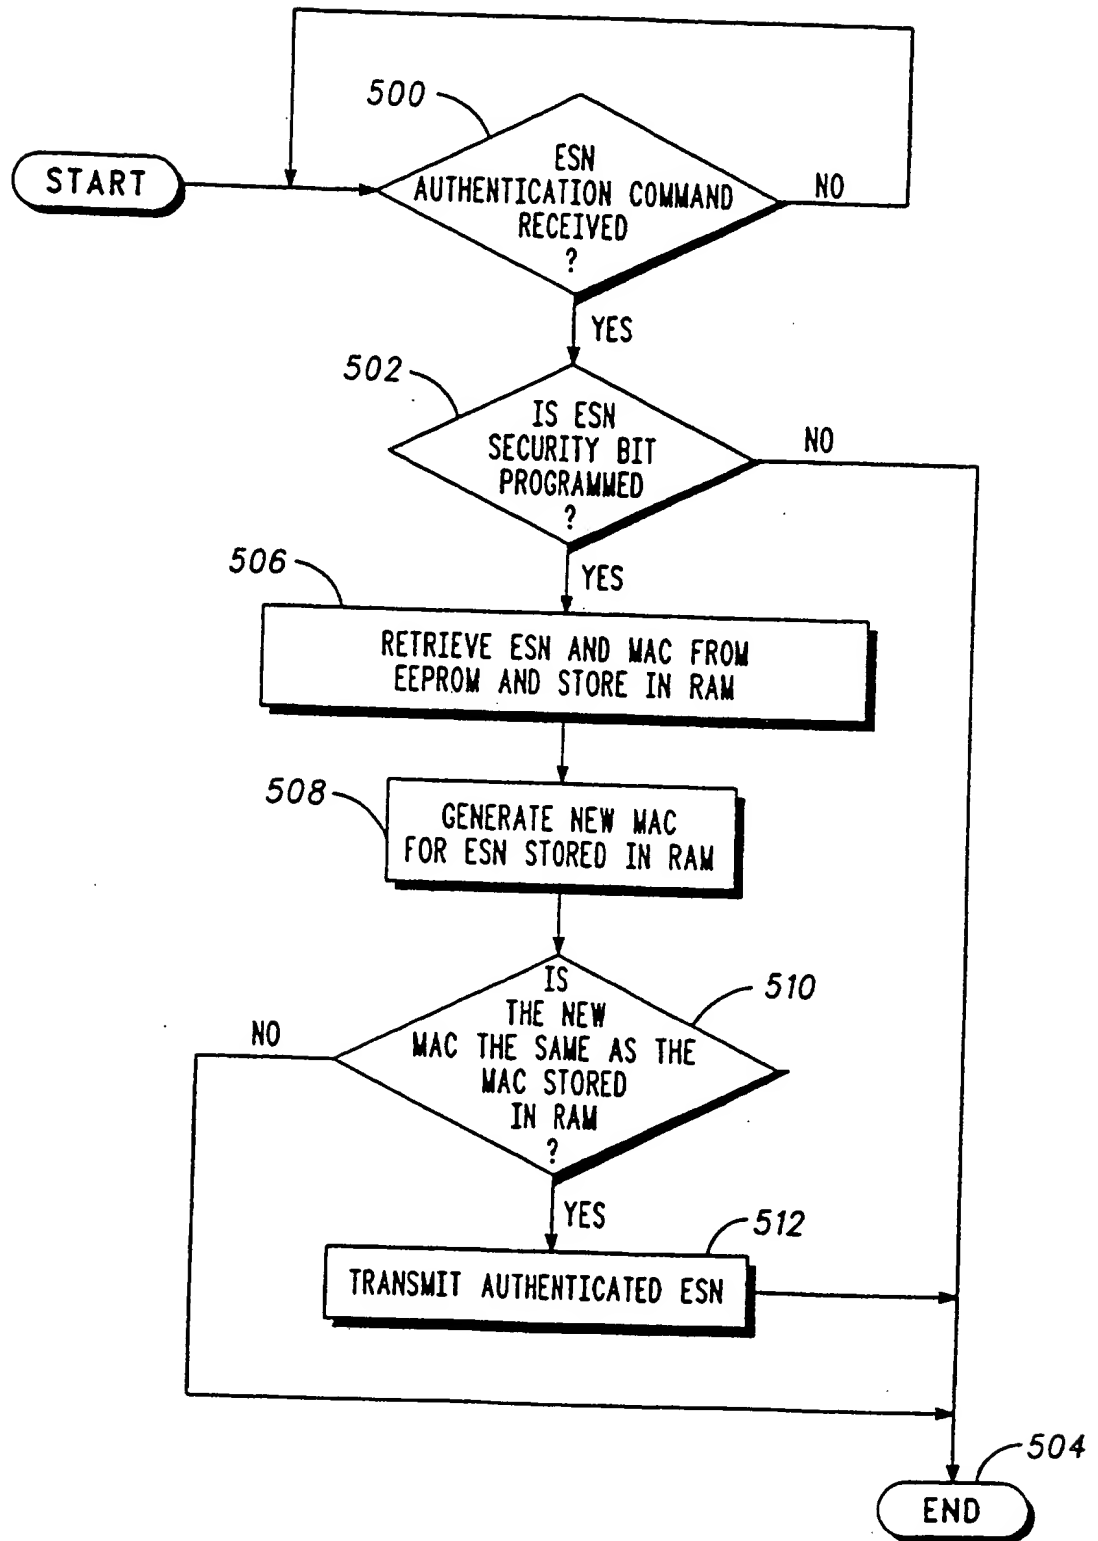 500
START
ESN
AUTHENTICATION COMMAND
RECEIVED
?
NO
YES
502
IS ESN
SECURITY BIT
PROGRAMMED
?
NO
YES
506
RETRIEVE ESN AND MAC FROM
EEPROM AND STORE IN RAM
508
GENERATE NEW MAC
FOR ESN STORED IN RAM
510
IS
THE NEW
MAC THE SAME AS THE
MAC STORED
IN RAM
?
NO
YES
512
TRANSMIT AUTHENTICATED ESN
504
END